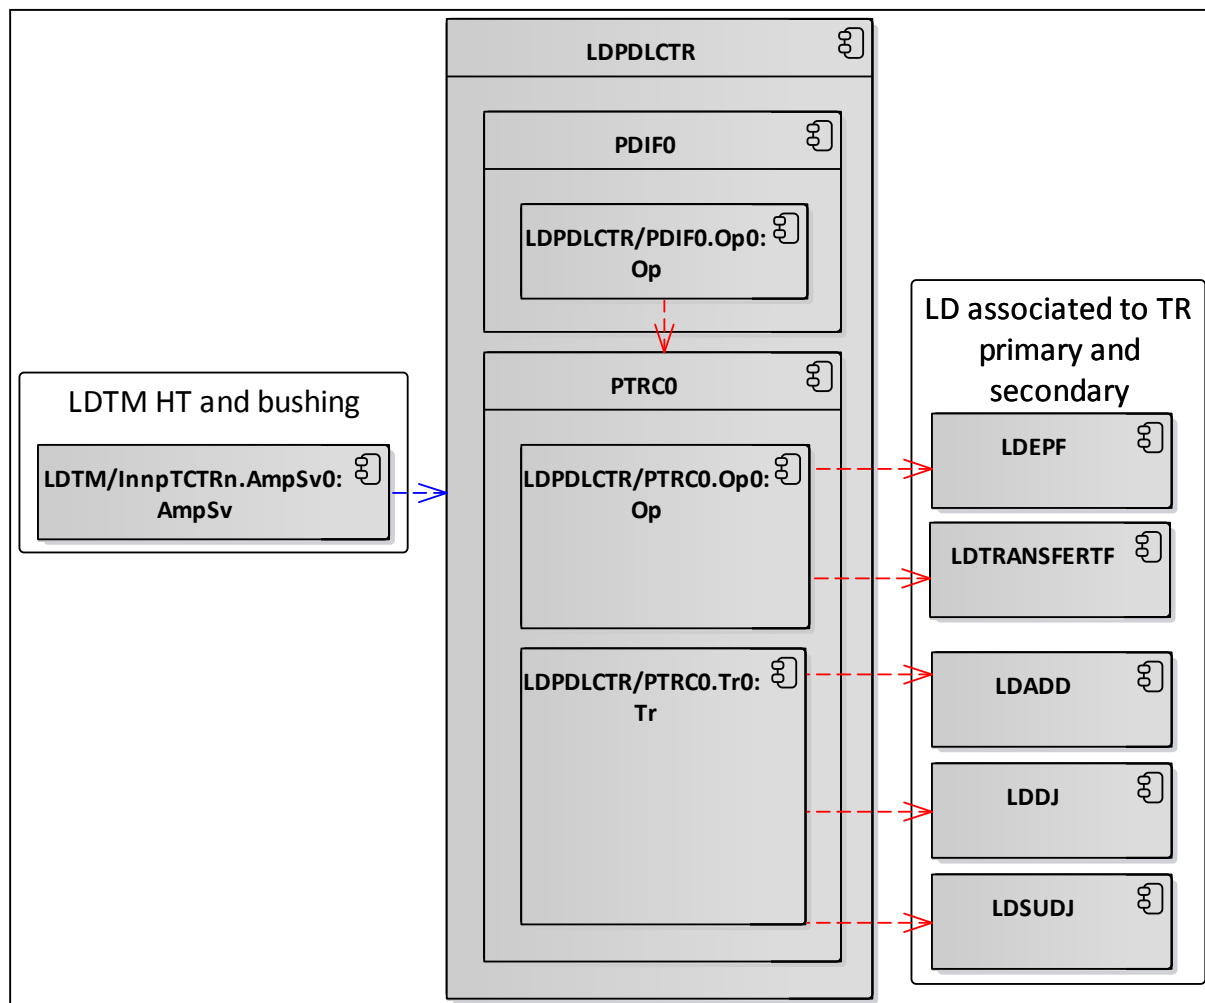 LDPDLCTR
PDIF0
LDPDLCTR/PDIF0.Op0:
Op
PTRC0
LDPDLCTR/PTRC0.Op0:
Op
LDPDLCTR/PTRC0.Tr0:
Tr
LDTM HT and bushing
LDTM/InnpTCTRn.AmpSv0:
AmpSv
LD associated to TR
primary and
secondary
LDEPF
LDTRANSFERTF
LDADD
LDDJ
LDSUDJ